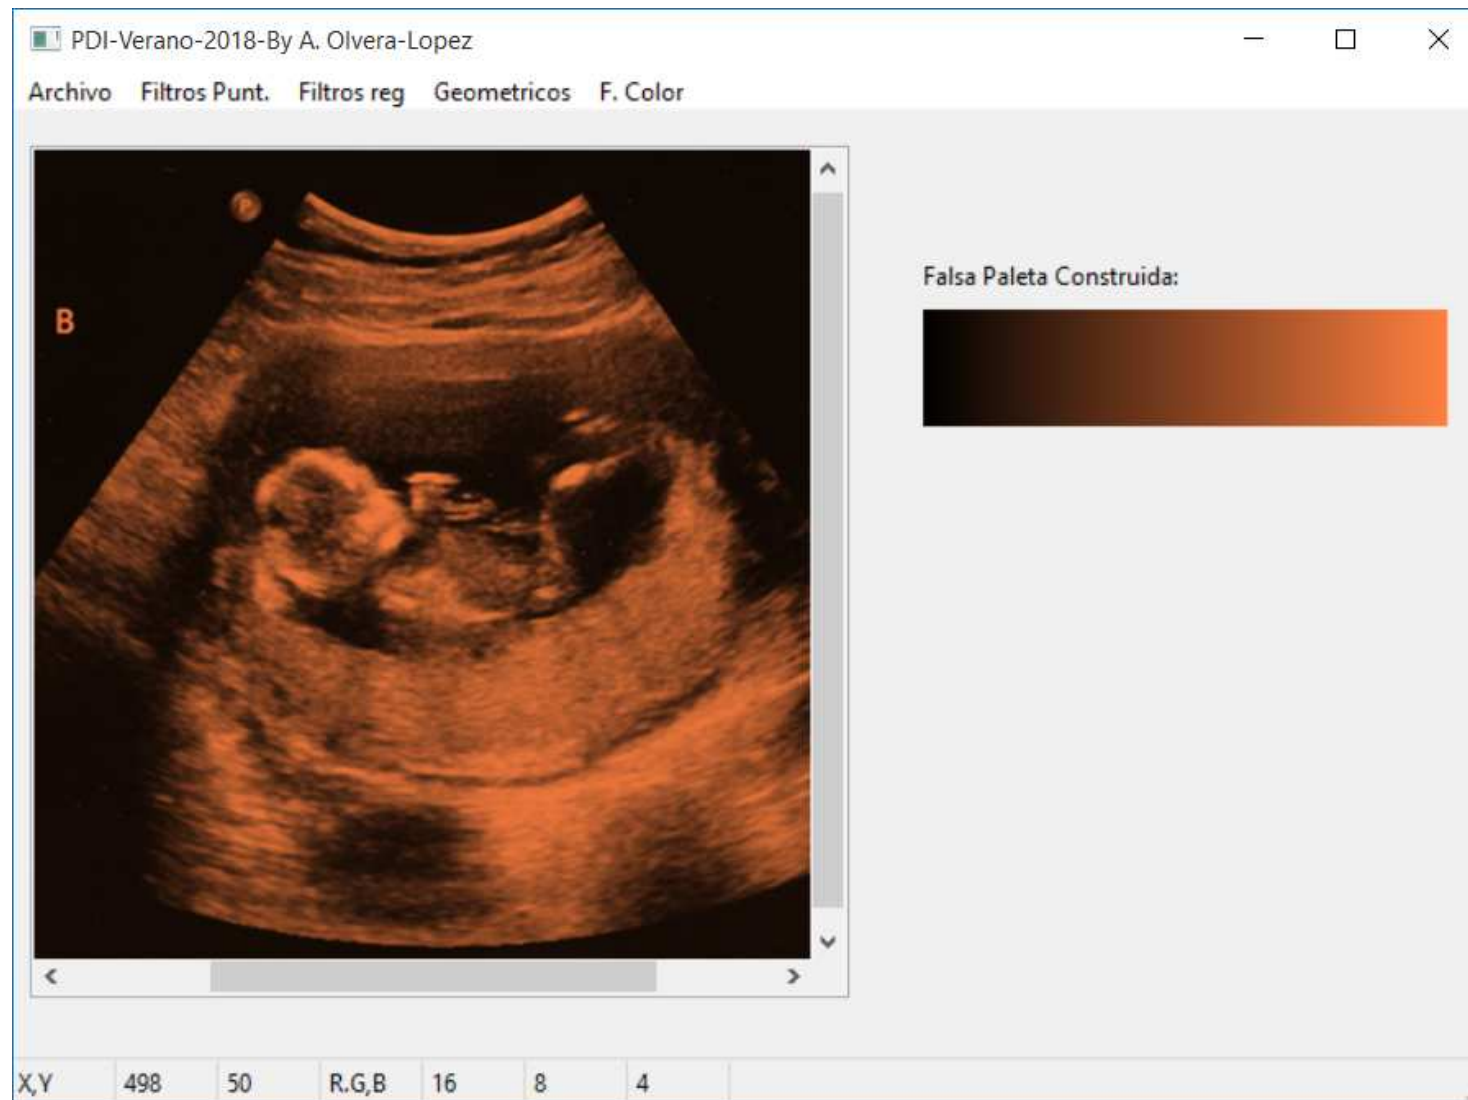 PDI-Verano-2018-By A. Olvera-Lopez
Archivo Filtros Punt. Filtros reg Geometricos F. Color
P
B
Falsa Paleta Construida:
X,Y 498 50 R.G,B 16 8 4